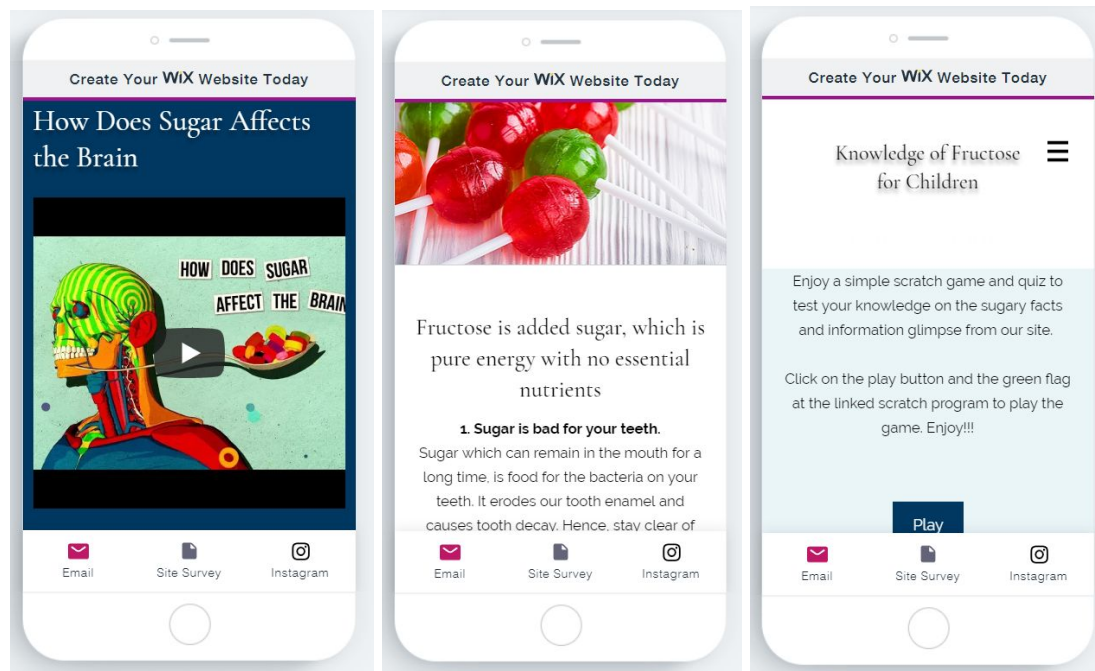 Create Your WiX Website Today
How Does Sugar Affects
the Brain
HOW DOES SUGAR
AFFECT THE BRAIN
Email
Site Survey
Instagram
Create Your WiX Website Today
Fructose is added sugar, which is
pure energy with no essential
nutrients
1. Sugar is bad for your teeth.
Sugar which can remain in the mouth for a
long time, is food for the bacteria on your
teeth. It erodes our tooth enamel and
causes tooth decay. Hence, stay clear of
Email
Site Survey
Instagram
Create Your WiX Website Today
Knowledge of Fructose
for Children
Enjoy a simple scratch game and quiz to
test your knowledge on the sugary facts
and information glimpse from our site.
Click on the play button and the green flag
at the linked scratch program to play the
game. Enjoy!!!
Play
Email
Site Survey
Instagram